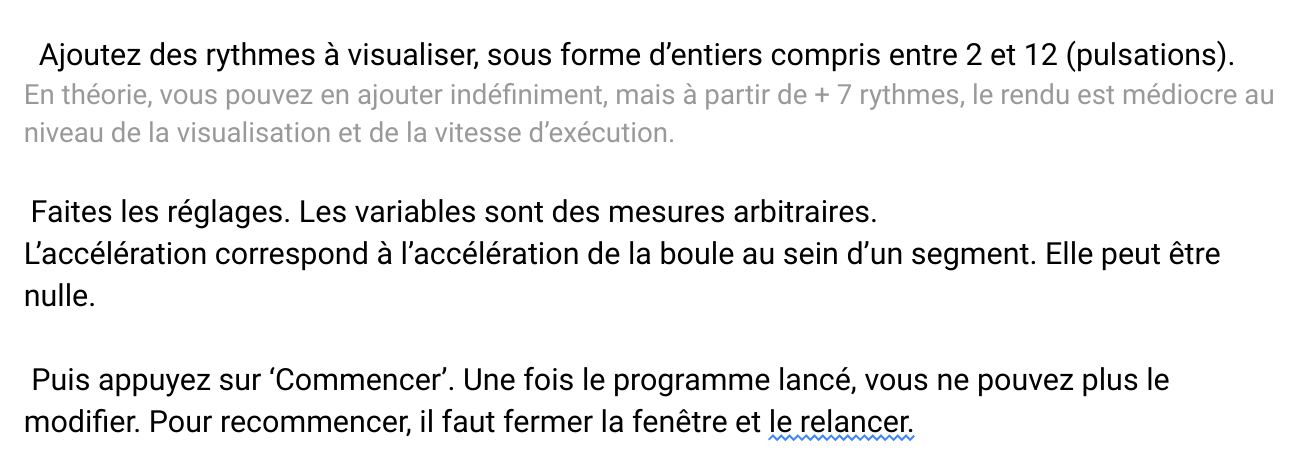 Ajoutez des rythmes à visualiser, sous forme d’entiers compris entre 2 et 12 (pulsations).
En théorie, vous pouvez en ajouter indéfiniment, mais à partir de + 7 rythmes, le rendu est médiocre au
niveau de la visualisation et de la vitesse d’exécution.
Faites les réglages. Les variables sont des mesures arbitraires.
L’accélération correspond à l’accélération de la boule au sein d’un segment. Elle peut être
nulle.
Puis appuyez sur ‘Commencer’. Une fois le programme lancé, vous ne pouvez plus le
modifier. Pour recommencer, il faut fermer la fenêtre et le relancer.